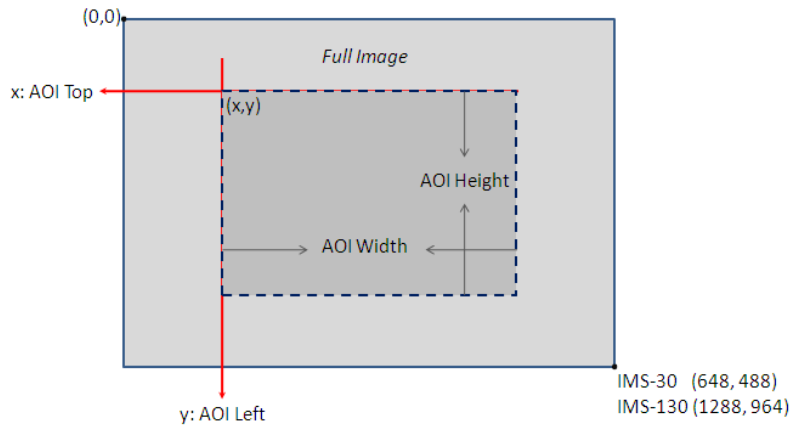 (0,0)
Full Image
x: AOI Top
(x,y)
AOI Height
AOI Width
IMS-30 (648, 488)
IMS-130 (1288, 964)
y: AOI Left